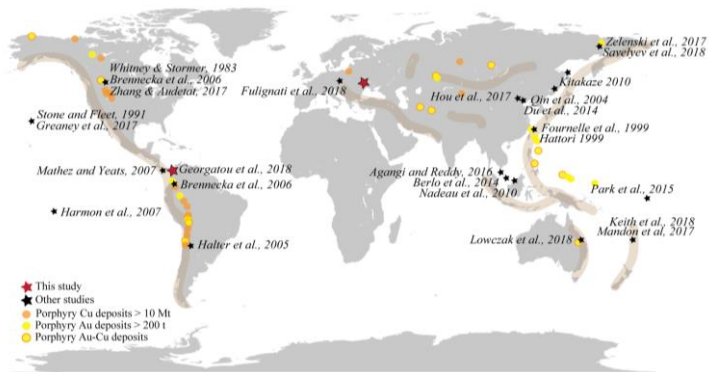 Zelenski et al., 2017
Savelyev et al., 2018
Whitney & Stormer, 1983
Brennecka et al., 2006
Zhang & Audetat, 2017
Fulignati et al., 2018
Kitakaze 2010
Hou et al., 2017
Qin et al., 2004
Du et al., 2014
Stone and Fleet, 1991
Greaney et al., 2017
Fournelle et al., 1999
Hattori 1999
Mathez and Yeats, 2007
Georgatou et al., 2018
Brennecka et al., 2006
Agangi and Reddy, 2016
Berlo et al., 2014
Nadeau et al., 2010
Park et al., 2015
Harmon et al., 2007
Keith et al., 2018
Mandon et al, 2017
Lowczak et al., 2018
Halter et al., 2005
This study
Other studies
Porphyry Cu deposits > 10 Mt
Porphyry Au deposits > 200 t
Porphyry Au-Cu deposits